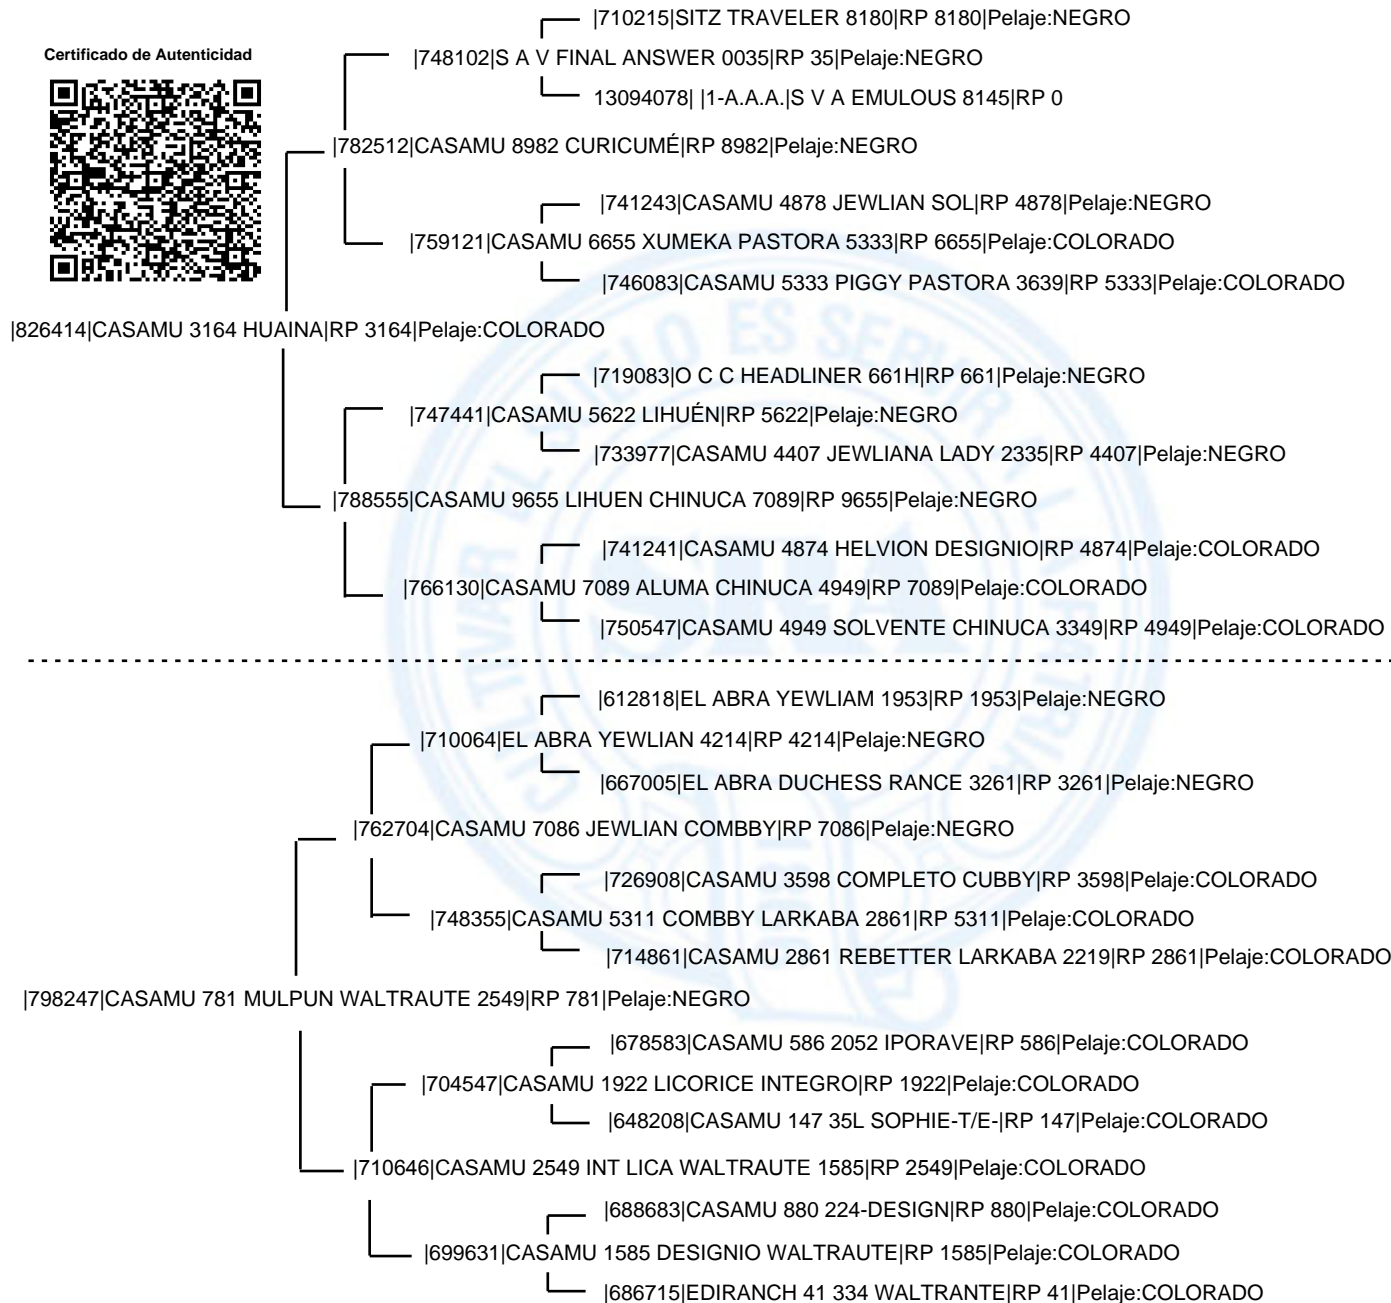 |710215|SITZ TRAVELER 8180|RP 8180|Pelaje:NEGRO
Certificado de Autenticidad
|748102|S A V FINAL ANSWER 0035|RP 35|Pelaje:NEGRO
13094078| |1-A.A.A.|S V A EMULOUS 8145|RP 0
|782512|CASAMU 8982 CURICUMÉ|RP 8982|Pelaje:NEGRO
|741243|CASAMU 4878 JEWLIAN SOL|RP 4878|Pelaje:NEGRO
|759121|CASAMU 6655 XUMEKA PASTORA 5333|RP 6655|Pelaje:COLORADO
|746083|CASAMU 5333 PIGGY PASTORA 3639|RP 5333|Pelaje:COLORADO
|826414|CASAMU 3164 HUAINA|RP 3164|Pelaje:COLORADO
|719083|O C C HEADLINER 661H|RP 661|Pelaje:NEGRO
|747441|CASAMU 5622 LIHUÉN|RP 5622|Pelaje:NEGRO
|733977|CASAMU 4407 JEWLIANA LADY 2335|RP 4407|Pelaje:NEGRO
|788555|CASAMU 9655 LIHUEN CHINUCA 7089|RP 9655|Pelaje:NEGRO
|741241|CASAMU 4874 HELVION DESIGNIO|RP 4874|Pelaje:COLORADO
|766130|CASAMU 7089 ALUMA CHINUCA 4949|RP 7089|Pelaje:COLORADO
|750547|CASAMU 4949 SOLVENTE CHINUCA 3349|RP 4949|Pelaje:COLORADO
|612818|EL ABRA YEWLIAM 1953|RP 1953|Pelaje:NEGRO
|710064|EL ABRA YEWLIAN 4214|RP 4214|Pelaje:NEGRO
|667005|EL ABRA DUCHESS RANCE 3261|RP 3261|Pelaje:NEGRO
|762704|CASAMU 7086 JEWLIAN COMBBY|RP 7086|Pelaje:NEGRO
|726908|CASAMU 3598 COMPLETO CUBBY|RP 3598|Pelaje:COLORADO
|748355|CASAMU 5311 COMBBY LARKABA 2861|RP 5311|Pelaje:COLORADO
|714861|CASAMU 2861 REBETTER LARKABA 2219|RP 2861|Pelaje:COLORADO
|798247|CASAMU 781 MULPUN WALTRAUTE 2549|RP 781|Pelaje:NEGRO
|678583|CASAMU 586 2052 IPORAVE|RP 586|Pelaje:COLORADO
|704547|CASAMU 1922 LICORICE INTEGRO|RP 1922|Pelaje:COLORADO
|648208|CASAMU 147 35L SOPHIE-T/E-|RP 147|Pelaje:COLORADO
|710646|CASAMU 2549 INT LICA WALTRAUTE 1585|RP 2549|Pelaje:COLORADO
|688683|CASAMU 880 224-DESIGN|RP 880|Pelaje:COLORADO
|699631|CASAMU 1585 DESIGNIO WALTRAUTE|RP 1585|Pelaje:COLORADO
|686715|EDIRANCH 41 334 WALTRANTE|RP 41|Pelaje:COLORADO
CULTIVAR EL SUELO ES SERVIR A LA PATRIA
SRA